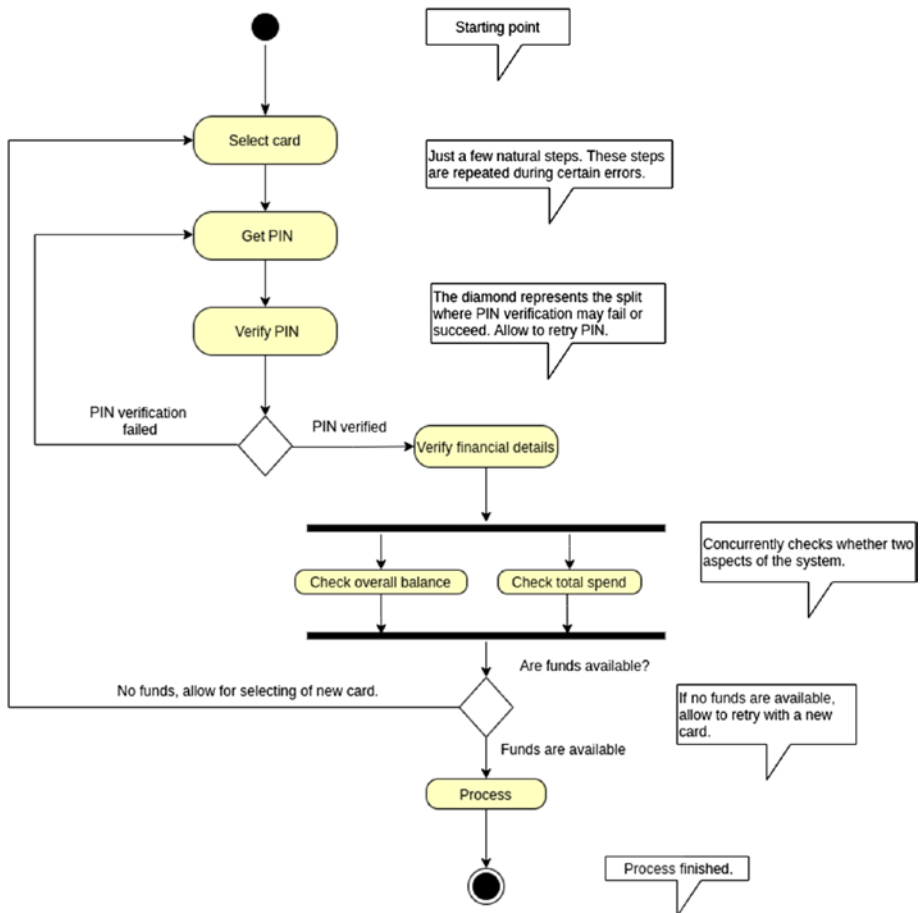 Starting point
Select card
Just a few natural steps. These steps
are repeated during certain errors.
Get PIN
The diamond represents the split
where PIN verification may fail or
succeed. Allow to retry PIN.
Verify PIN
PIN verification
failed
PIN verified
Verify financial details
Concurrently checks whether two
aspects of the system.
Check overall balance
Check total spend
Are funds available?
No funds, allow for selecting of new card.
If no funds are available,
allow to retry with a new
card.
Funds are available
Process
Process finished.